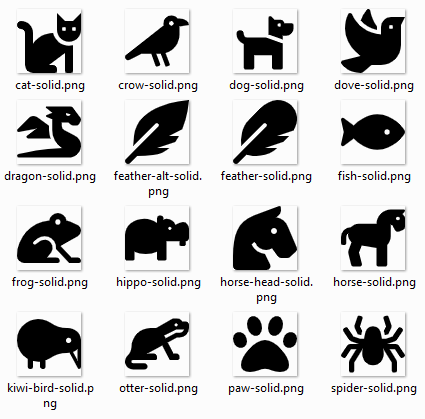 cat-solid.png
crow-solid.png
dog-solid.png
dove-solid.png
dragon-solid.png
feather-alt-solid.
png
feather-solid.png
fish-solid.png
frog-solid.png
hippo-solid.png
horse-head-solid.
png
horse-solid.png
kiwi-bird-solid.p
ng
otter-solid.png
paw-solid.png
spider-solid.png